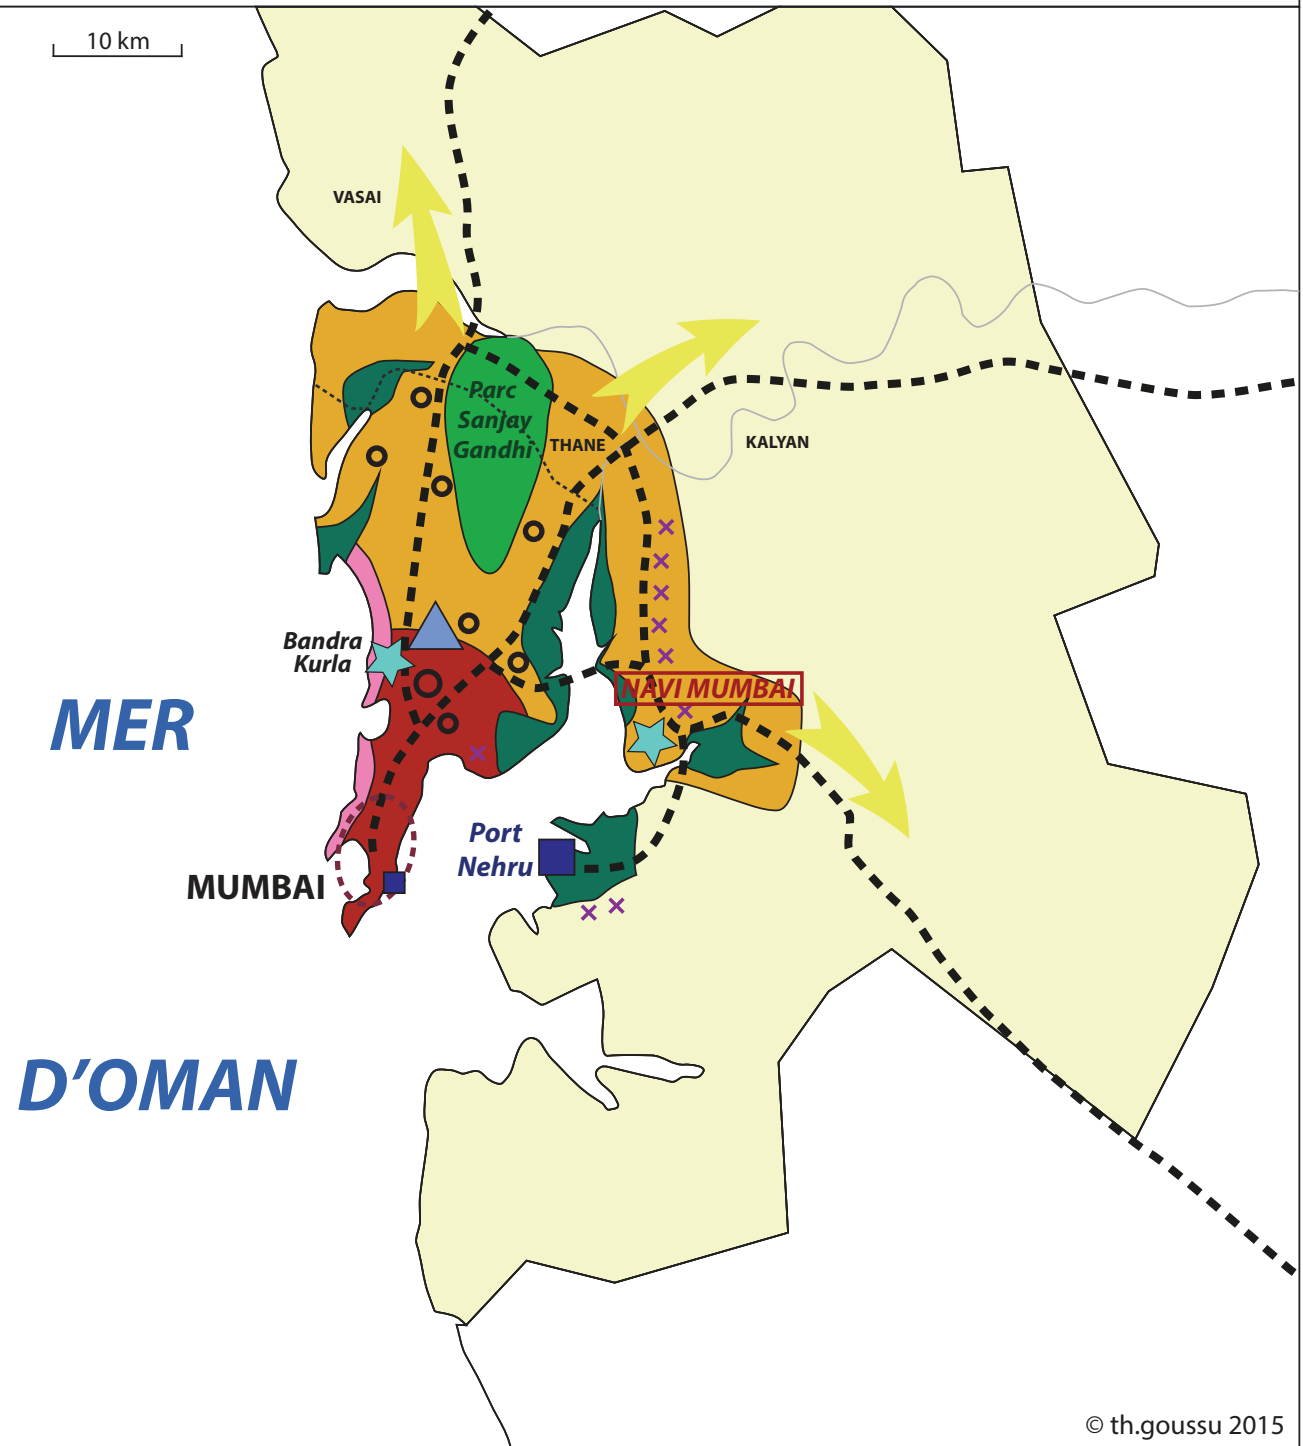 10 km
VASAI
Parc
Sanjay
Gandhi
THANE
KALYAN
Bandra
Kurla
NAVI MUMBAI
MER
Port
Nehru
MUMBAI
D’OMAN
© th.goussu 2015